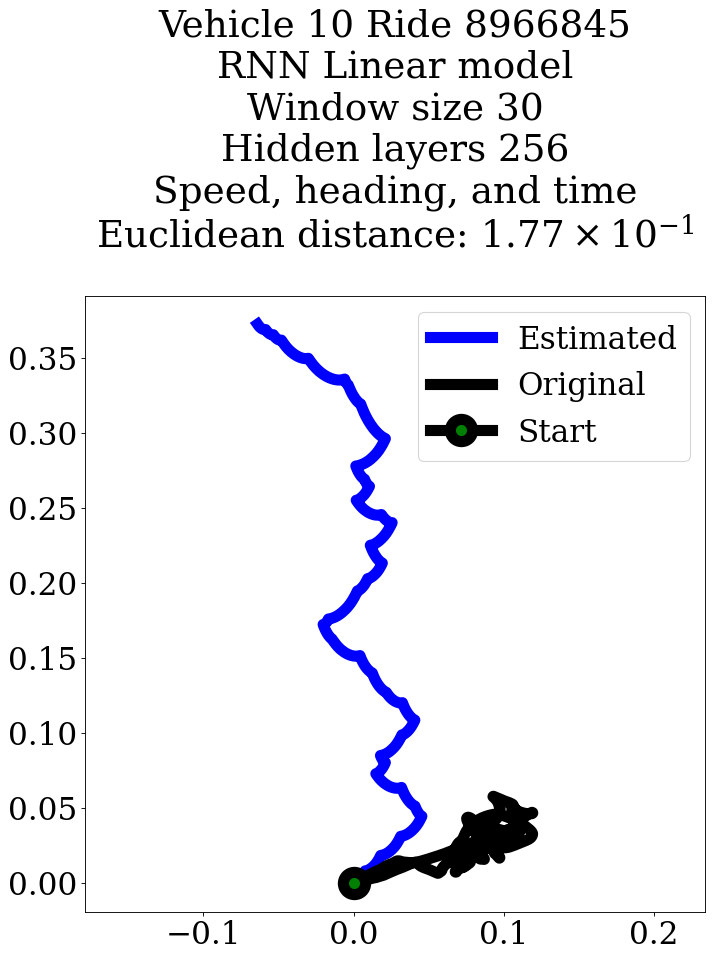 Vehicle 10 Ride 8966845
RNN Linear model
Window size 30
Hidden layers 256
Speed, heading, and time
Euclidean distance: 1.77 × 10⁻¹
Estimated
Original
Start
0.35
0.30
0.25
0.20
0.15
0.10
0.05
0.00
−0.1
0.0
0.1
0.2